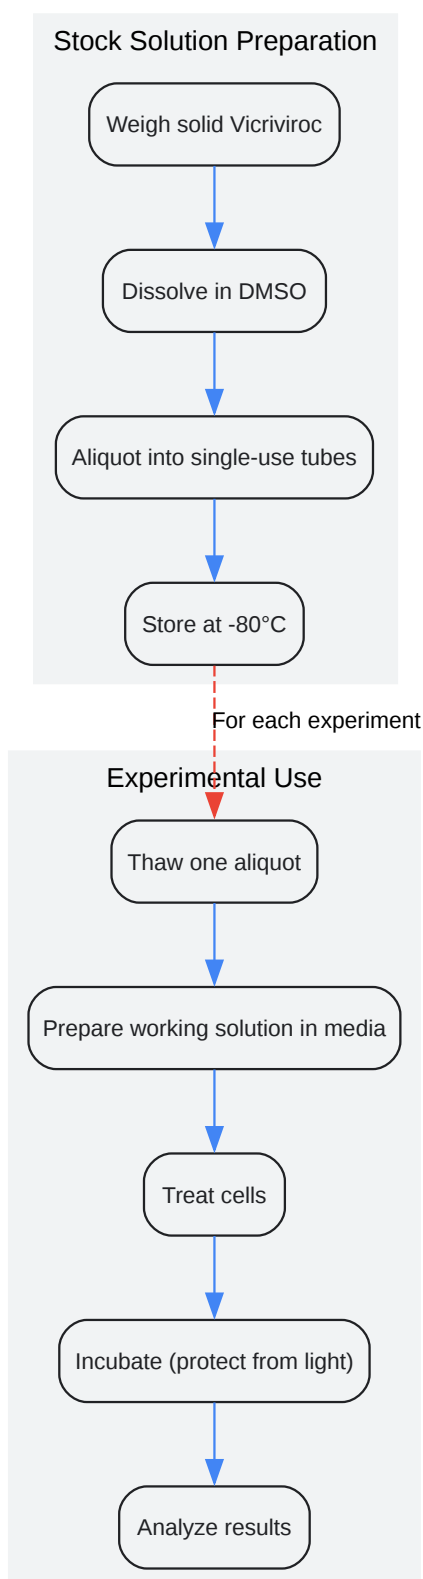 Stock Solution Preparation
Weigh solid Vicriviroc
Dissolve in DMSO
Aliquot into single-use tubes
Store at -80°C
For each experiment
Experimental Use
Thaw one aliquot
Prepare working solution in media
Treat cells
Incubate (protect from light)
Analyze results